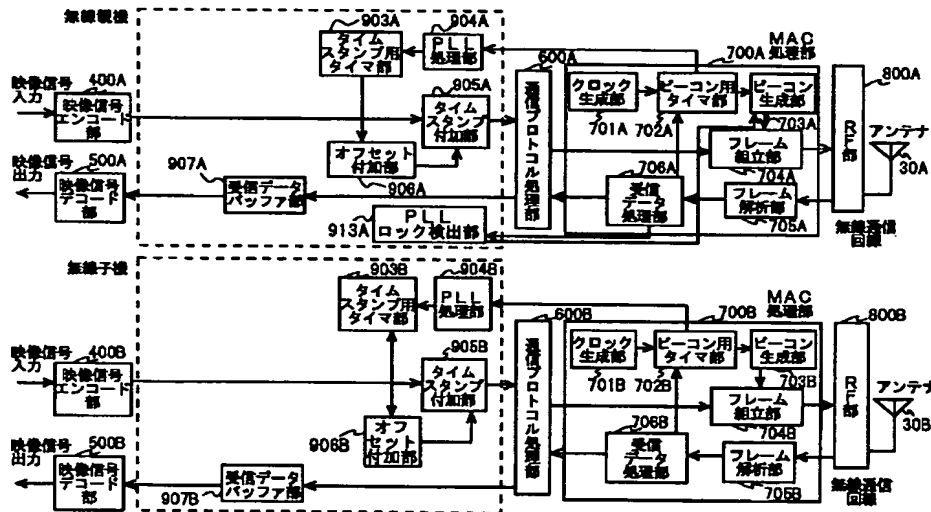 無線親機
903A
タイム
スタンプ用
タイマ部
904A
PLL
処理部
600A
700A
MAC
処理部
800A
映像信号
入力
400A
映像信号
エンコード
部
905A
タイム
スタンプ
付加部
通信プロトコル処理部
クロック
生成部
701A
ビーコン用
タイマ部
702A
ビーコン
生成部
703A
RF部
アンテナ
30A
映像信号
出力
500A
映像信号
デコード
部
907A
受信データ
バッファ部
オフセット
付加部
906A
706A
受信
データ
処理部
フレーム
組立部
704A
フレーム
解析部
705A
913A
PLL
ロック検出部
無線通信
回線
無線子機
903B
タイム
スタンプ用
タイマ部
904B
PLL
処理部
600B
700B
MAC
処理部
800B
映像信号
入力
400B
映像信号
エンコード
部
905B
タイム
スタンプ
付加部
通信プロトコル処理部
クロック
生成部
701B
ビーコン用
タイマ部
702B
ビーコン
生成部
703B
RF部
アンテナ
30B
映像信号
出力
500B
映像信号
デコード
部
906B
オフ
セット
付加部
706B
受信
データ
処理部
フレーム
組立部
704B
フレーム
解析部
705B
907B
受信データ
バッファ部
無線通信
回線